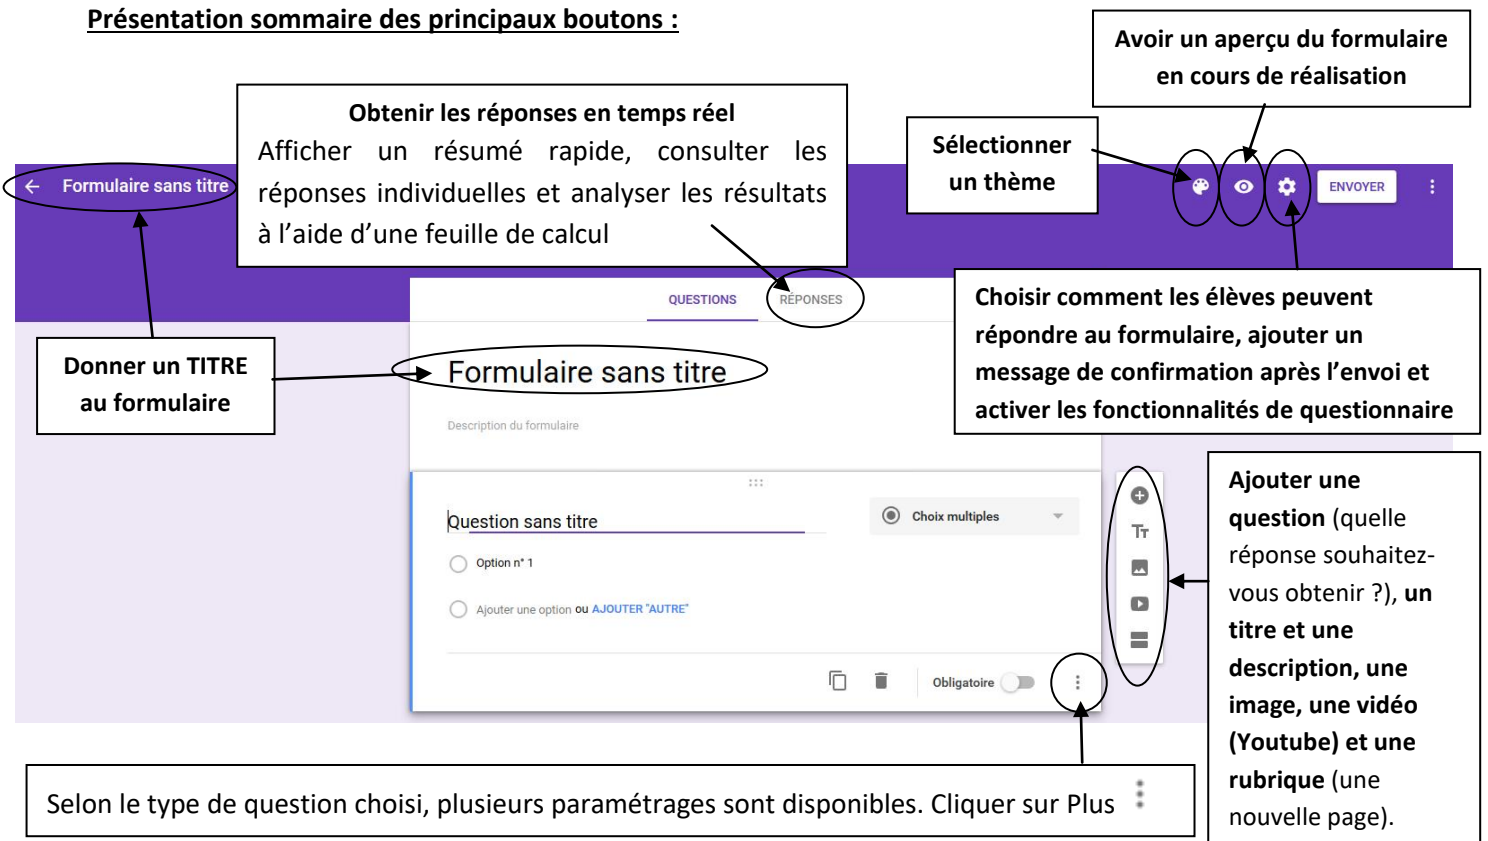 Présentation sommaire des principaux boutons :
Avoir un aperçu du formulaire
en cours de réalisation
Obtenir les réponses en temps réel
Afficher un résumé rapide, consulter les
réponses individuelles et analyser les résultats
à l’aide d’une feuille de calcul
Sélectionner
un thème
Formulaire sans titre
ENVOYER
QUESTIONS
RÉPONSES
Choisir comment les élèves peuvent
répondre au formulaire, ajouter un
message de confirmation après l’envoi et
activer les fonctionnalités de questionnaire
Donner un TITRE
au formulaire
Formulaire sans titre
Description du formulaire
Question sans titre
Choix multiples
Option n° 1
Ajouter une option ou AJOUTER "AUTRE"
Obligatoire
Tт
Ajouter une
question (quelle
réponse souhaitez-
vous obtenir ?), un
titre et une
description, une
image, une vidéo
(Youtube) et une
rubrique (une
nouvelle page).
Selon le type de question choisi, plusieurs paramétrages sont disponibles. Cliquer sur Plus